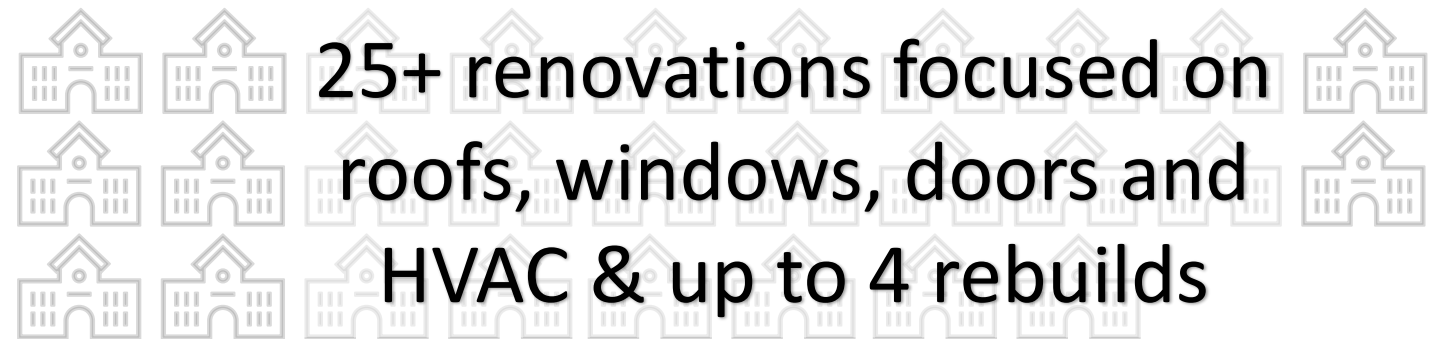 25+ renovations focused on
roofs, windows, doors and
HVAC & up to 4 rebuilds